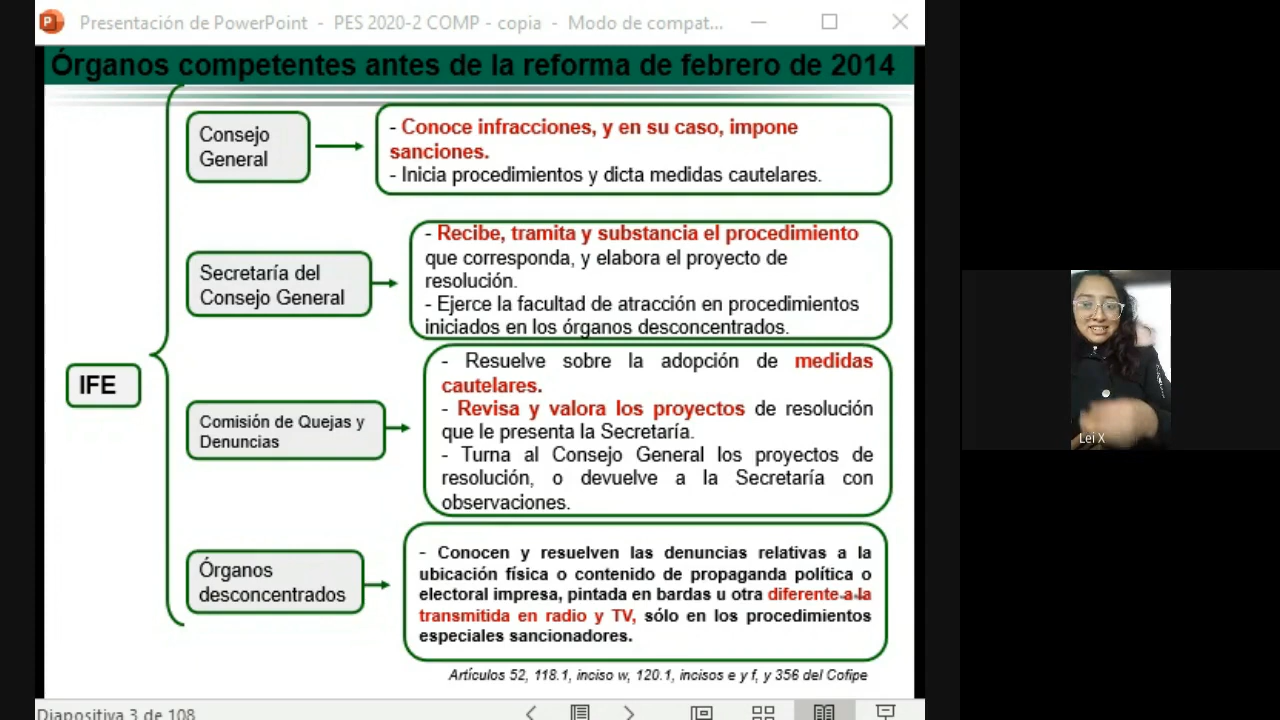 Presentación de PowerPoint - PES 2020-2 COMP - copia - Modo de compat...
Órganos competentes antes de la reforma de febrero de 2014
IFE
Consejo
General
- Conoce infracciones, y en su caso, impone
sanciones.
- Inicia procedimientos y dicta medidas cautelares.
Secretaría del
Consejo General
- Recibe, tramita y substancia el procedimiento
que corresponda, y elabora el proyecto de
resolución.
- Ejerce la facultad de atracción en procedimientos
iniciados en los órganos desconcentrados.
Comisión de Quejas y
Denuncias
- Resuelve sobre la adopción de medidas
cautelares.
- Revisa y valora los proyectos de resolución
que le presenta la Secretaría.
- Turna al Consejo General los proyectos de
resolución, o devuelve a la Secretaría con
observaciones.
Órganos
desconcentrados
- Conocen y resuelven las denuncias relativas a la
ubicación física o contenido de propaganda política o
electoral impresa, pintada en bardas u otra diferente a la
transmitida en radio y TV, sólo en los procedimientos
especiales sancionadores.
Artículos 52, 118.1, inciso w, 120.1, incisos e y f, y 356 del Cofipe
Diapositiva 3 de 108
Lei X